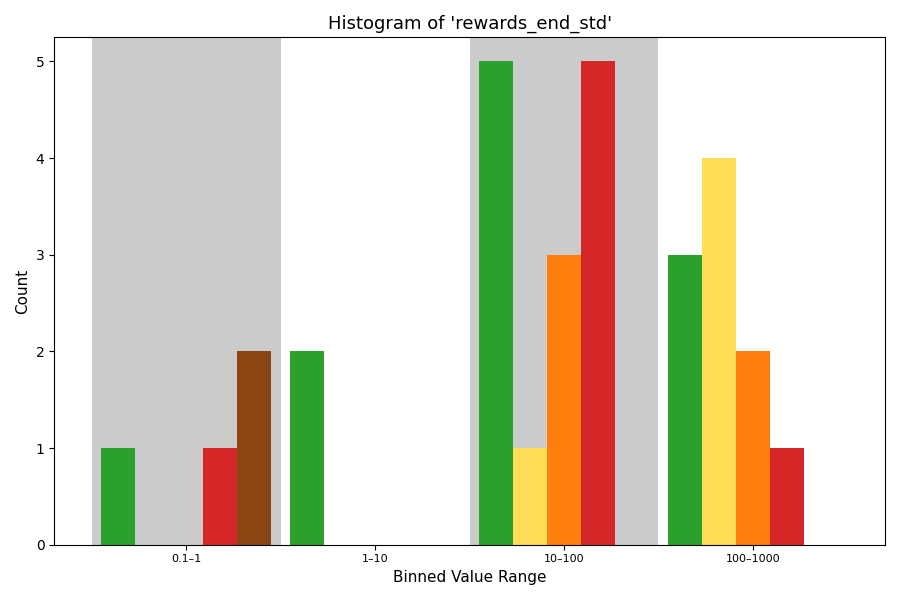 Histogram of 'rewards_end_std'
Count
5
4
3
2
1
0
0.1–1 1–10 10–100 100–1000
Binned Value Range